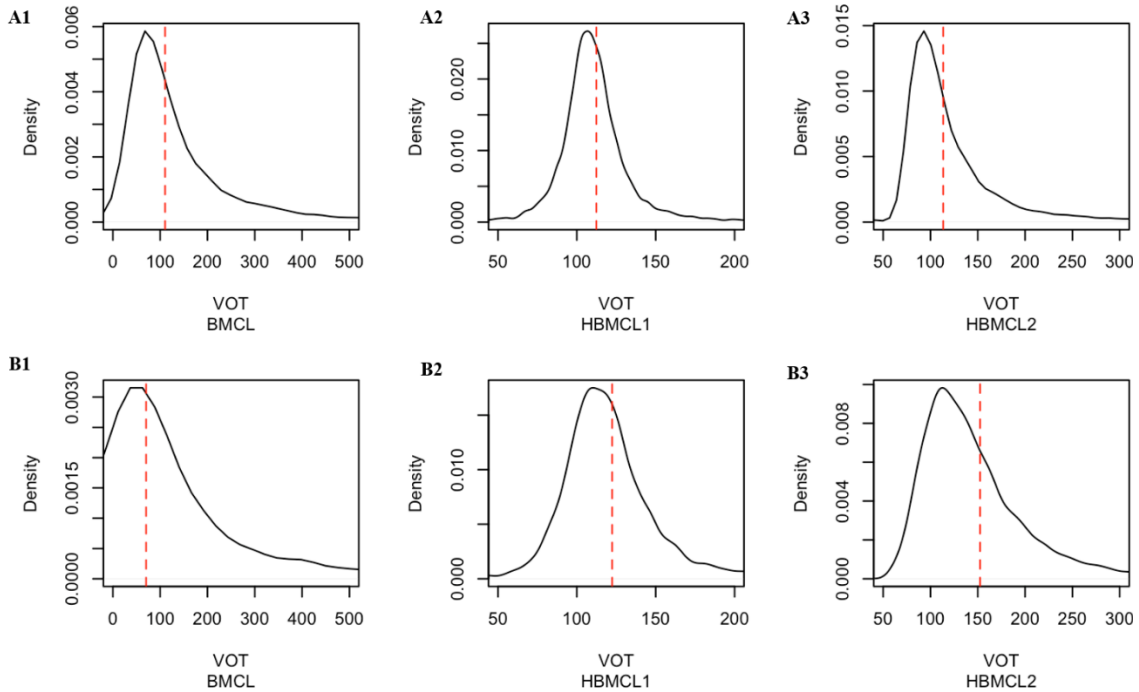 A1
A2
A3
Density
0.000 0.002 0.004 0.006
0 100 200 300 400 500
VOT
BMCL
Density
0.000 0.010 0.020
50 100 150 200
VOT
HBMCL1
Density
0.000 0.005 0.010 0.015
50 100 150 200 250 300
VOT
HBMCL2
B1
B2
B3
Density
0.0000 0.0015 0.0030
0 100 200 300 400 500
VOT
BMCL
Density
0.000 0.010
50 100 150 200
VOT
HBMCL1
Density
0.000 0.004 0.008
50 100 150 200 250 300
VOT
HBMCL2